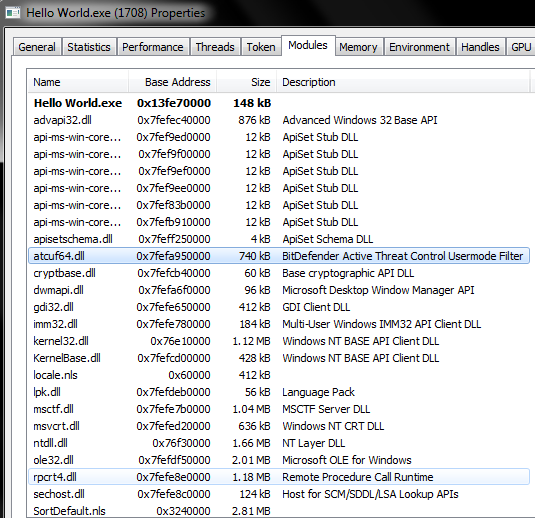 Hello World.exe (1708) Properties
General Statistics Performance Threads Token Modules Memory Environment Handles GPU
Name Base Address Size Description
Hello World.exe 0x13fe70000 148 kB
advapi32.dll 0x7fefec40000 876 kB Advanced Windows 32 Base API
api-ms-win-core... 0x7fef9ed0000 12 kB ApiSet Stub DLL
api-ms-win-core... 0x7fef9f00000 12 kB ApiSet Stub DLL
api-ms-win-core... 0x7fef9ef0000 12 kB ApiSet Stub DLL
api-ms-win-core... 0x7fef9ee0000 12 kB ApiSet Stub DLL
api-ms-win-core... 0x7fef83b0000 12 kB ApiSet Stub DLL
api-ms-win-core... 0x7fefb910000 12 kB ApiSet Stub DLL
apisetschema.dll 0x7feff250000 4 kB ApiSet Schema DLL
atcuf64.dll 0x7fefa950000 740 kB BitDefender Active Threat Control Usermode Filter
cryptbase.dll 0x7fefcb40000 60 kB Base cryptographic API DLL
dwmapi.dll 0x7fefa6f0000 96 kB Microsoft Desktop Window Manager API
gdi32.dll 0x7fefe650000 412 kB GDI Client DLL
imm32.dll 0x7fefe780000 184 kB Multi-User Windows IMM32 API Client DLL
kernel32.dll 0x76e10000 1.12 MB Windows NT BASE API Client DLL
KernelBase.dll 0x7fefcd00000 428 kB Windows NT BASE API Client DLL
locale.nls 0x60000 412 kB
lpk.dll 0x7fefdeb0000 56 kB Language Pack
msctf.dll 0x7fefe7b0000 1.04 MB MSCTF Server DLL
msvcrt.dll 0x7fefed20000 636 kB Windows NT CRT DLL
ntdll.dll 0x76f30000 1.66 MB NT Layer DLL
ole32.dll 0x7fefdf50000 2.01 MB Microsoft OLE for Windows
rpcrt4.dll 0x7fefe8e0000 1.18 MB Remote Procedure Call Runtime
sechost.dll 0x7fefe8c0000 124 kB Host for SCM/SDDL/LSA Lookup APIs
SortDefault.nls 0x3240000 2.81 MB